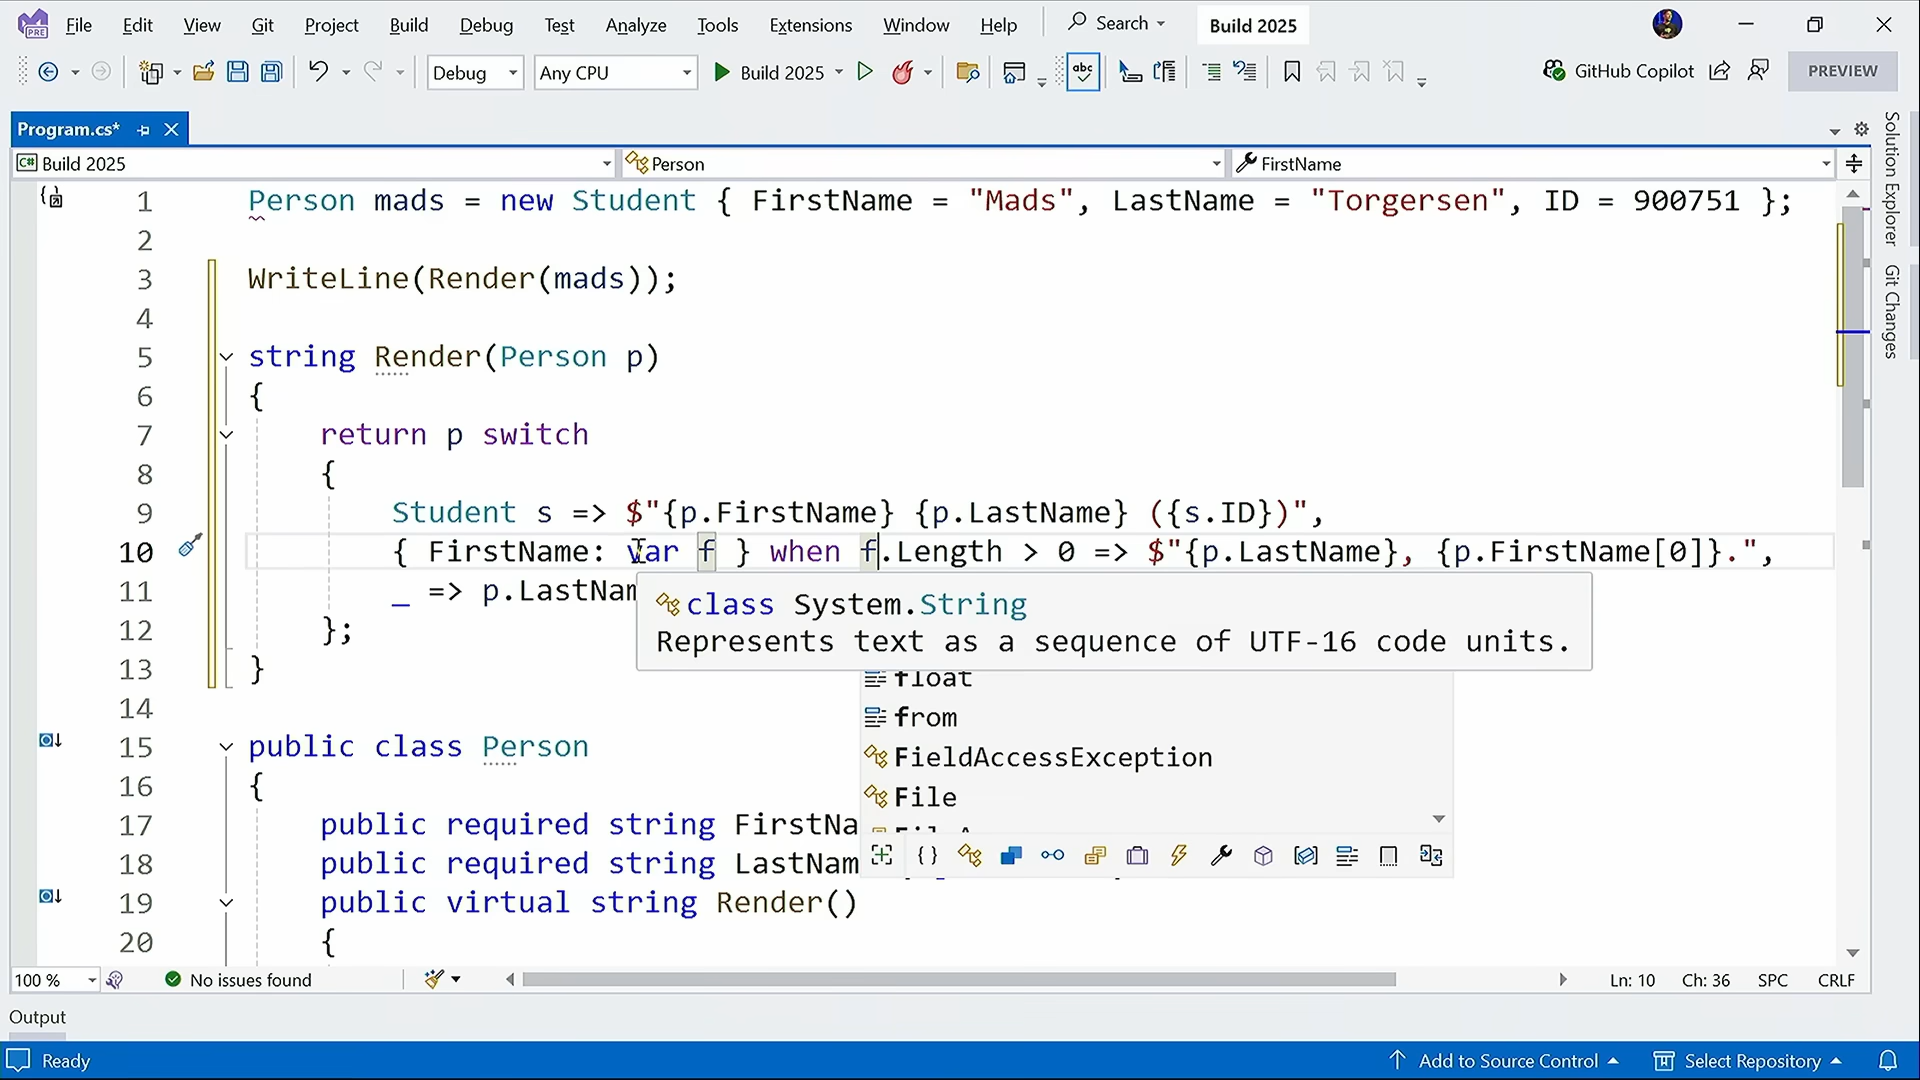 PRE File Edit View Git Project Build Debug Test Analyze Tools Extensions Window Help Search Build 2025
Debug Any CPU Build 2025 abc GitHub Copilot PREVIEW
Program.cs*
C# Build 2025 Person FirstName
1 Person mads = new Student { FirstName = "Mads", LastName = "Torgersen", ID = 900751 };
2
3 WriteLine(Render(mads));
4
5 string Render(Person p)
6 {
7 return p switch
8 {
9 Student s => $"{p.FirstName} {p.LastName} ({s.ID})",
10 { FirstName: var f } when f.Length > 0 => $"{p.LastName}, {p.FirstName[0]}.",
11 _ => p.LastNam
class System.String
Represents text as a sequence of UTF-16 code units.
12 };
13 }
float
from
FieldAccessException
File
14
15 public class Person
16 {
17 public required string FirstNa
18 public required string LastNam
19 public virtual string Render()
20 {
Solution Explorer
Git Changes
100 % No issues found Ln: 10 Ch: 36 SPC CRLF
Output
Ready Add to Source Control Select Repository